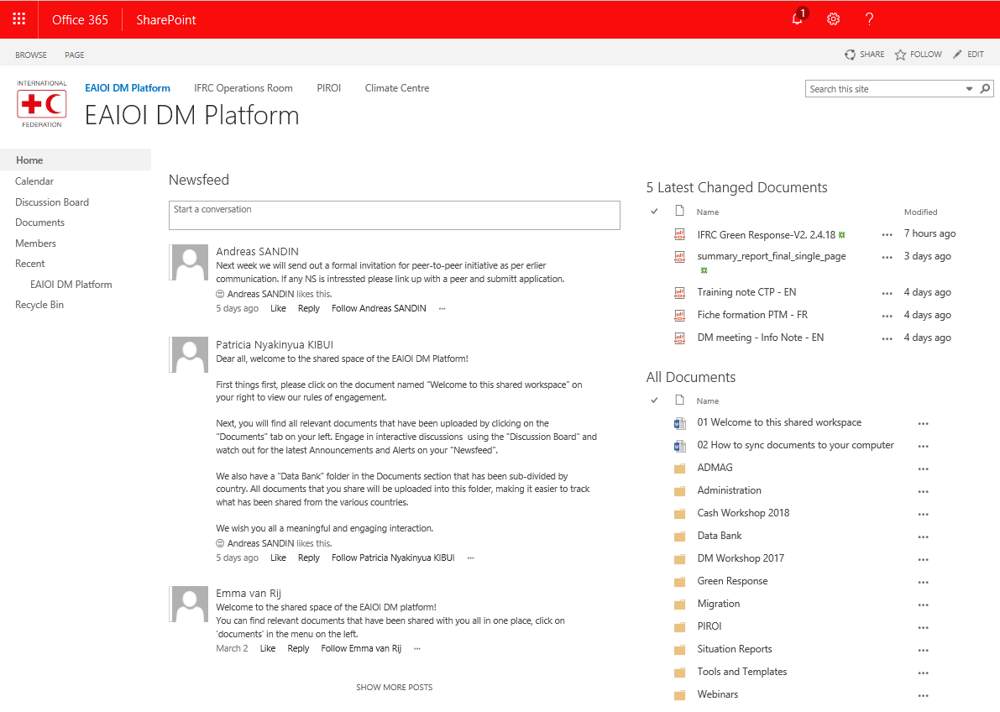 Office 365
SharePoint
1
?
BROWSE
PAGE
SHARE
FOLLOW
EDIT
INTERNATIONAL
FEDERATION
EAIOI DM Platform
IFRC Operations Room
PIROI
Climate Centre
Search this site
EAIOI DM Platform
Home
Calendar
Discussion Board
Documents
Members
Recent
EAIOI DM Platform
Recycle Bin
Newsfeed
Start a conversation
Andreas SANDIN
Next week we will send out a formal invitation for peer-to-peer initiative as per erlier
communication. If any NS is intressted please link up with a peer and submitt application.
Andreas SANDIN likes this.
5 days ago Like Reply Follow Andreas SANDIN ...
Patricia Nyakinyua KIBUI
Dear all, welcome to the shared space of the EAIOI DM Platform!
First things first, please click on the document named "Welcome to this shared workspace" on
your right to view our rules of engagement.
Next, you will find all relevant documents that have been uploaded by clicking on the
"Documents" tab on your left. Engage in interactive discussions  using the "Discussion Board" and
watch out for the latest Announcements and Alerts on your "Newsfeed".
We also have a "Data Bank" folder in the Documents section that has been sub-divided by
country. All documents that you share will be uploaded into this folder, making it easier to track
what has been shared from the various countries.
We wish you all a meaningful and engaging interaction.
Andreas SANDIN likes this.
5 days ago Like Reply Follow Patricia Nyakinyua KIBUI ...
Emma van Rij
Welcome to the shared space of the EAIOI DM platform!
You can find relevant documents that have been shared with you all in one place, click on
'documents' in the menu on the left.
March 2 Like Reply Follow Emma van Rij ...
SHOW MORE POSTS
5 Latest Changed Documents
Name Modified
IFRC Green Response-V2. 2.4.18 ... 7 hours ago
summary_report_final_single_page ... 3 days ago
Training note CTP - EN ... 4 days ago
Fiche formation PTM - FR ... 4 days ago
DM meeting - Info Note - EN ... 4 days ago
All Documents
Name
01 Welcome to this shared workspace ...
02 How to sync documents to your computer ...
ADMAG ...
Administration ...
Cash Workshop 2018 ...
Data Bank ...
DM Workshop 2017 ...
Green Response ...
Migration ...
PIROI ...
Situation Reports ...
Tools and Templates ...
Webinars ...